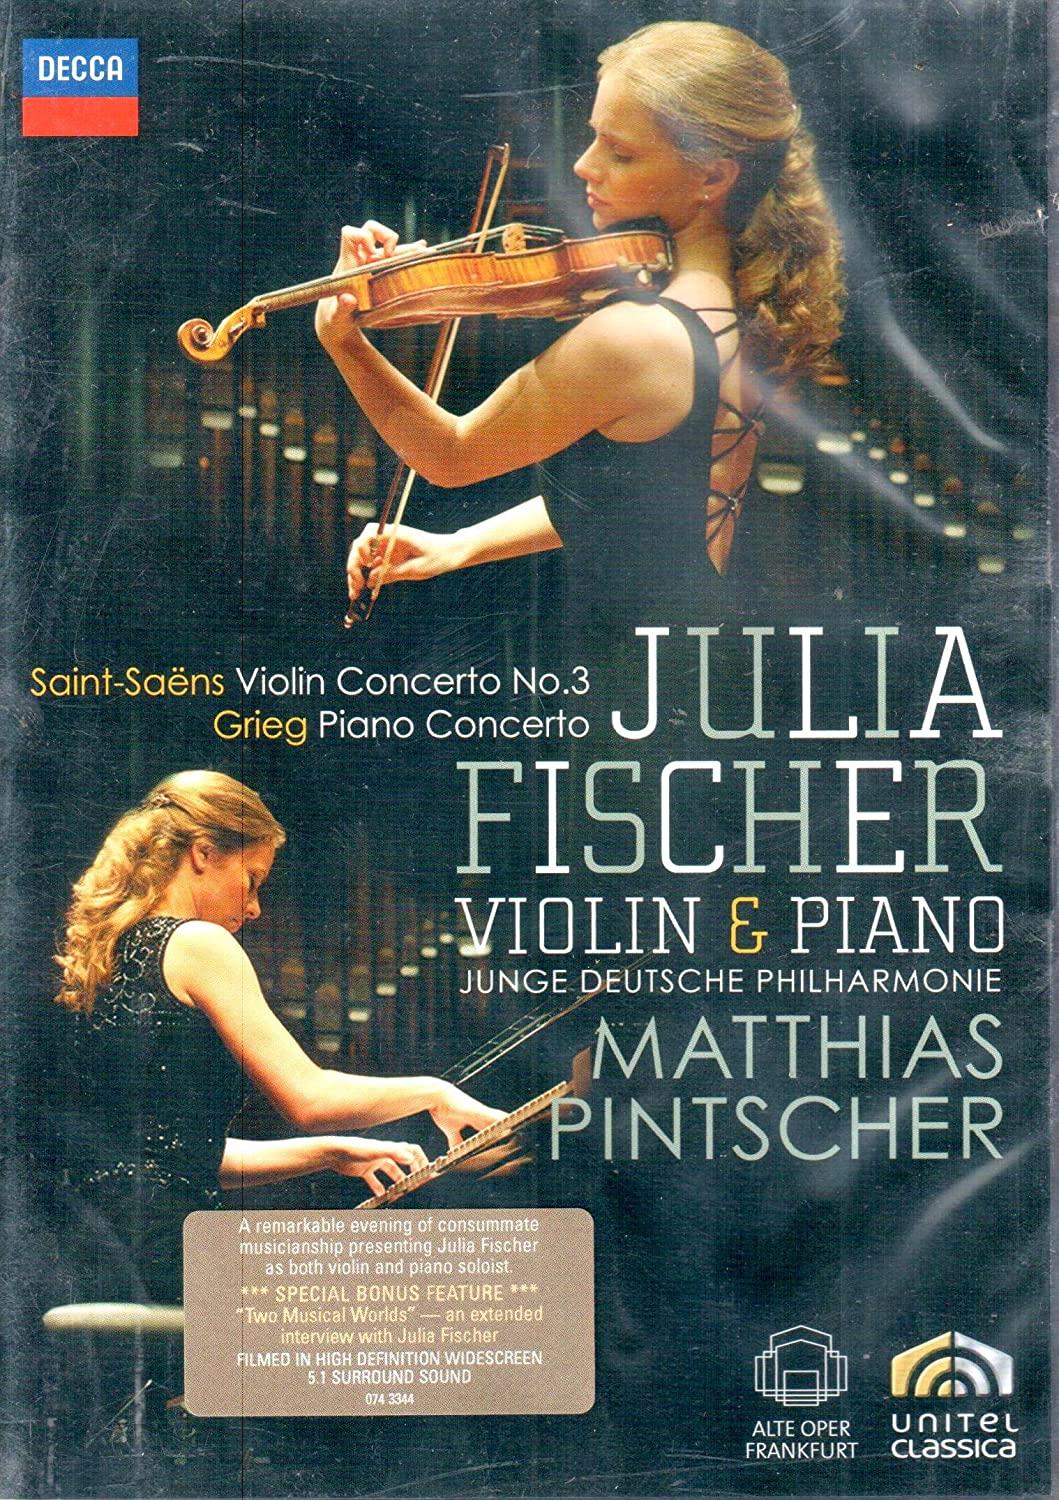 DECCA
Saint-Saëns Violin Concerto No.3
Grieg Piano Concerto
JULIA
FISCHER
VIOLIN & PIANO
JUNGE DEUTSCHE PHILHARMONIE
MATTHIAS
PINTSCHER
A remarkable evening of consummate
musicianship presenting Julia Fischer
as both violin and piano soloist.
*** SPECIAL BONUS FEATURE ***
"Two Musical Worlds" — an extended
interview with Julia Fischer
FILMED IN HIGH DEFINITION WIDESCREEN
5.1 SURROUND SOUND
074 3344
ALTE OPER
FRANKFURT
UNITEL
CLASSICA